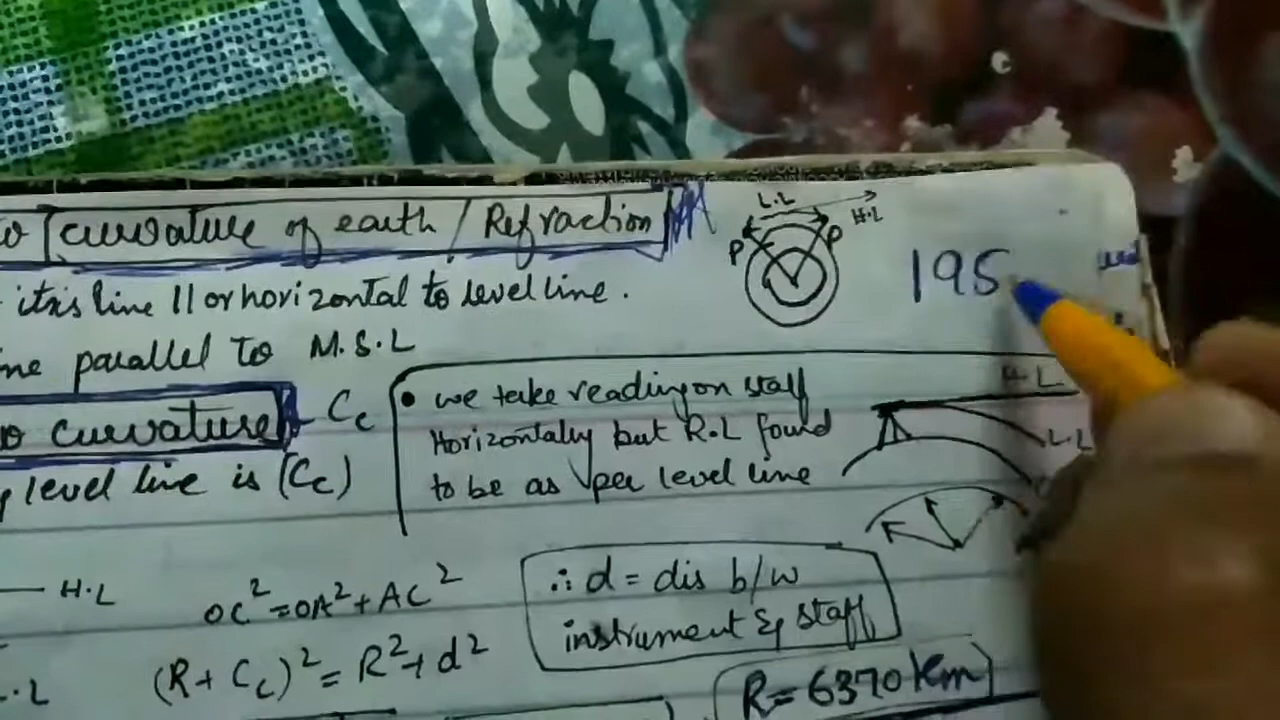 curvature of earth / Refraction
L.L
H.L
P
P
195
it is line || or horizontal to level line.
parallel to M.S.L
curvature Cc
level line is (Cc)
• we take reading on staff
Horizontaly but R.L found
to be as per level line
H.L
L.L
H.L
OC² = OA² + AC²
(R + Cc)² = R² + d²
∴ d = dis b/w
instrument & staff
R = 6370 km